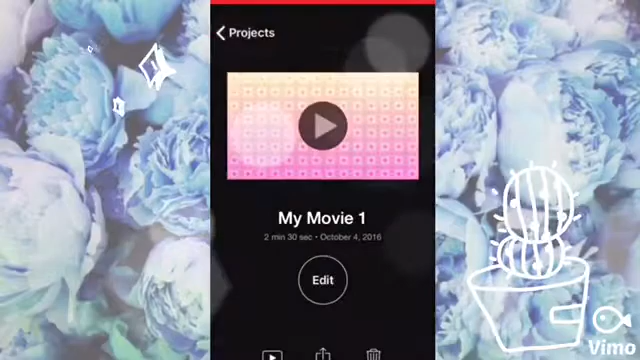 Projects
My Movie 1
2 min 30 sec • October 4, 2016
Edit
Vimo